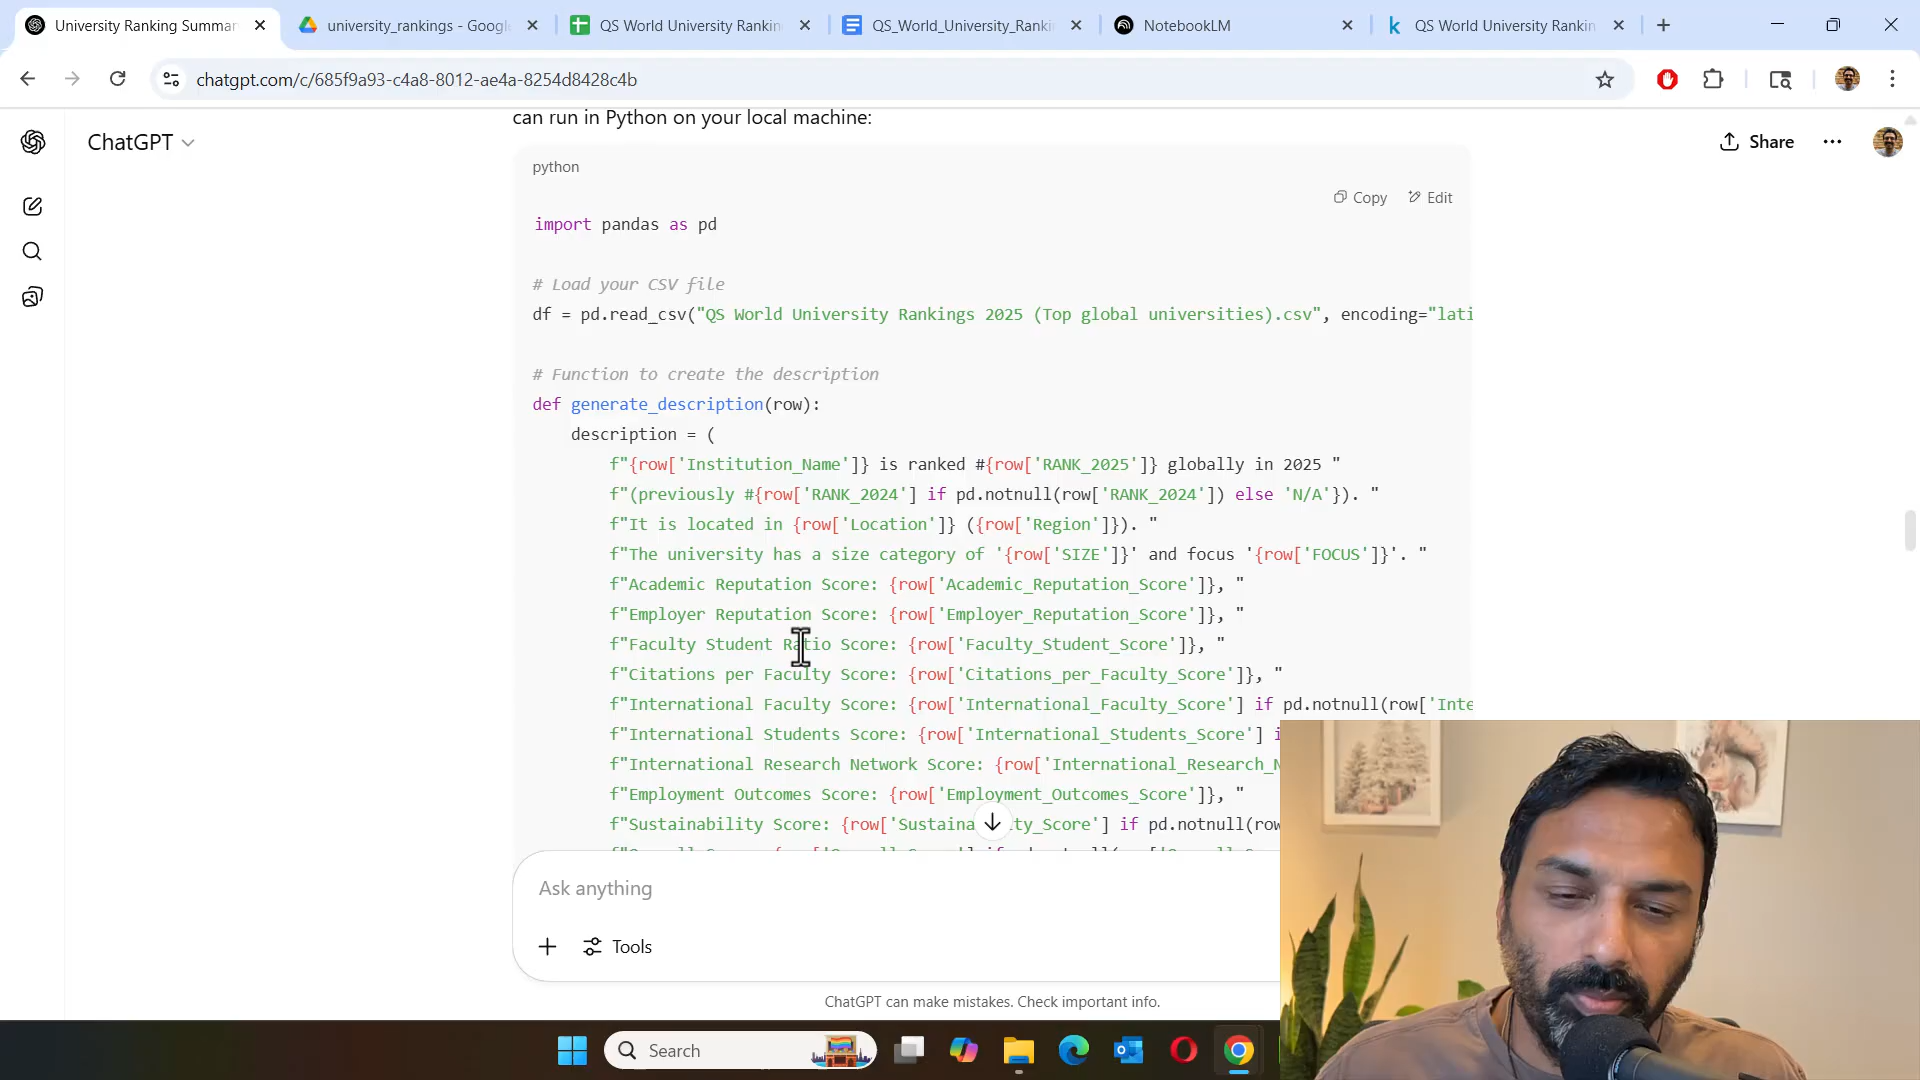 University Ranking Summar
university_rankings - Google
QS World University Rankin
QS_World_University_Ranki
NotebookLM
QS World University Rankin
chatgpt.com/c/685f9a93-c4a8-8012-ae4a-8254d8428c4b
can run in Python on your local machine:
ChatGPT
Share
python
Copy
Edit
import pandas as pd
# Load your CSV file
df = pd.read_csv("QS World University Rankings 2025 (Top global universities).csv", encoding="lati
# Function to create the description
def generate_description(row):
description = (
f"{row['Institution_Name']} is ranked #{row['RANK_2025']} globally in 2025 "
f"(previously #{row['RANK_2024'] if pd.notnull(row['RANK_2024']) else 'N/A'}). "
f"It is located in {row['Location']} ({row['Region']}). "
f"The university has a size category of '{row['SIZE']}' and focus '{row['FOCUS']}'. "
f"Academic Reputation Score: {row['Academic_Reputation_Score']}, "
f"Employer Reputation Score: {row['Employer_Reputation_Score']}, "
f"Faculty Student Ratio Score: {row['Faculty_Student_Score']}, "
f"Citations per Faculty Score: {row['Citations_per_Faculty_Score']}, "
f"International Faculty Score: {row['International_Faculty_Score'] if pd.notnull(row['Inte
f"International Students Score: {row['International_Students_Score'] i
f"International Research Network Score: {row['International_Research_N
f"Employment Outcomes Score: {row['Employment_Outcomes_Score']}, "
f"Sustainability Score: {row['Sustainability_Score'] if pd.notnull(row
Ask anything
Tools
ChatGPT can make mistakes. Check important info.
Search